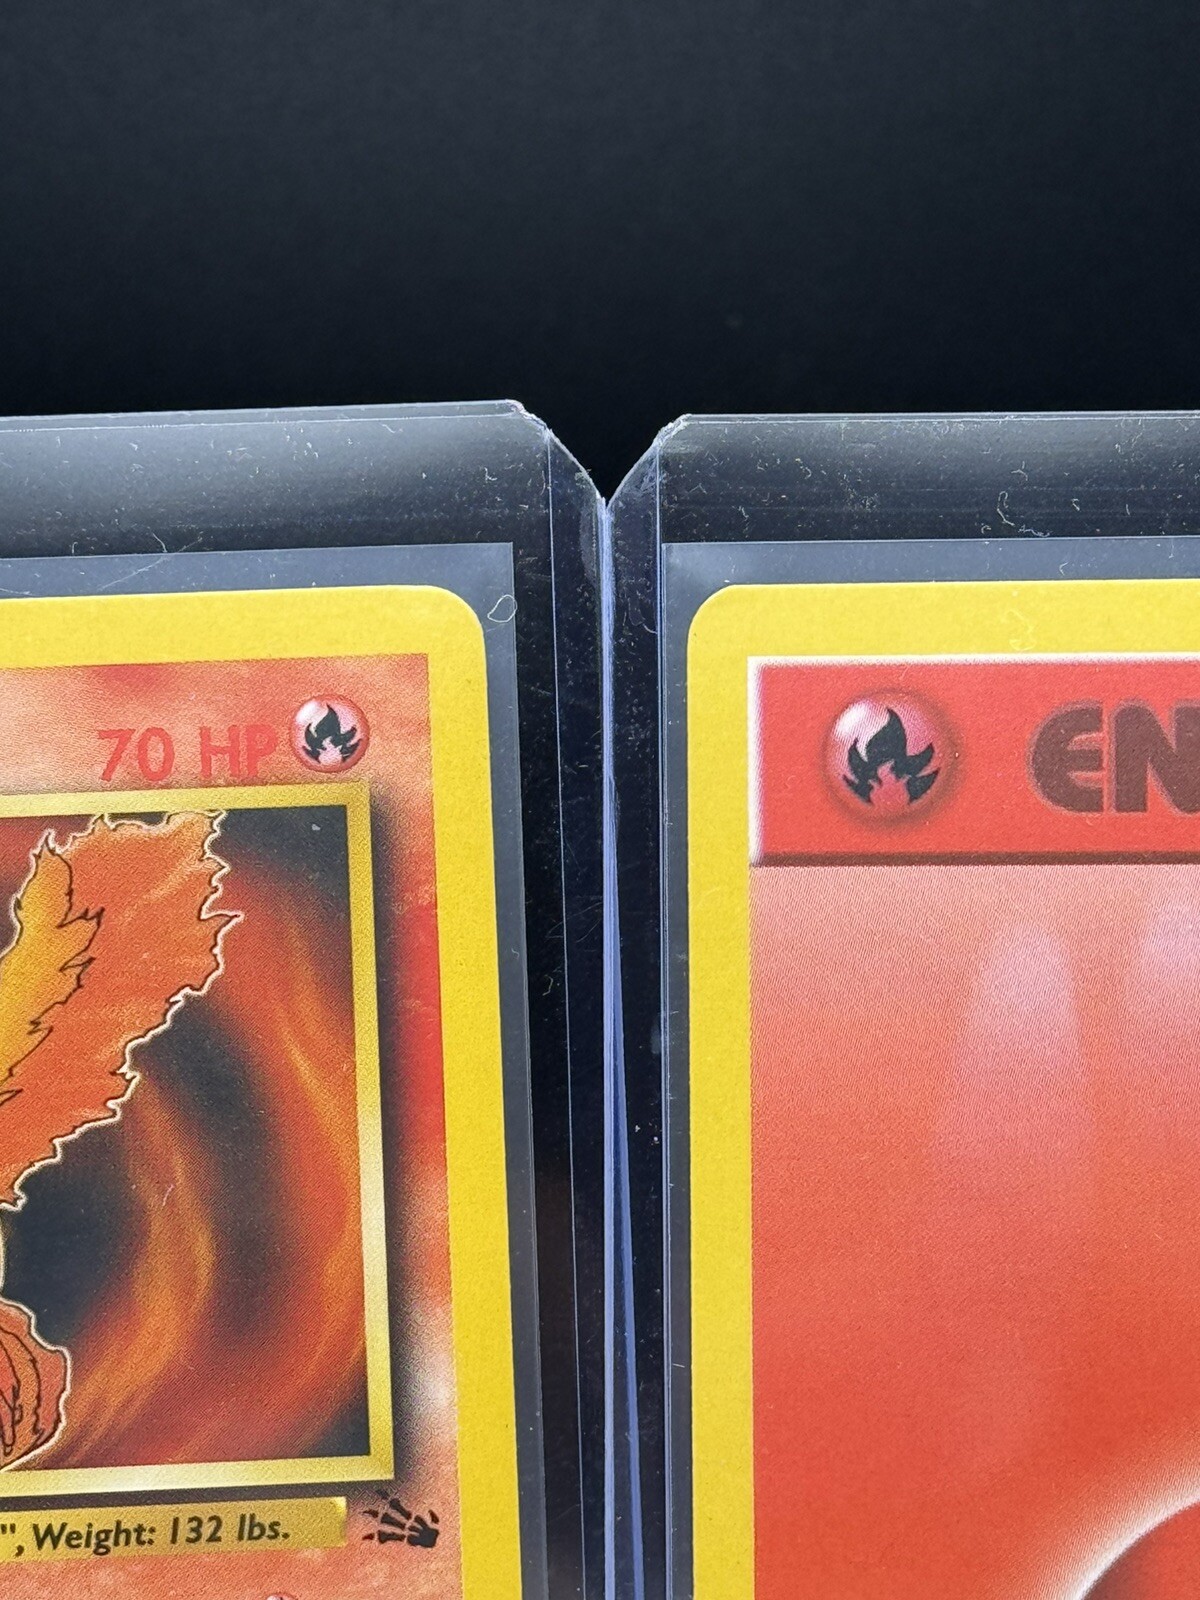 70 HP
EN
", Weight: 132 lbs.